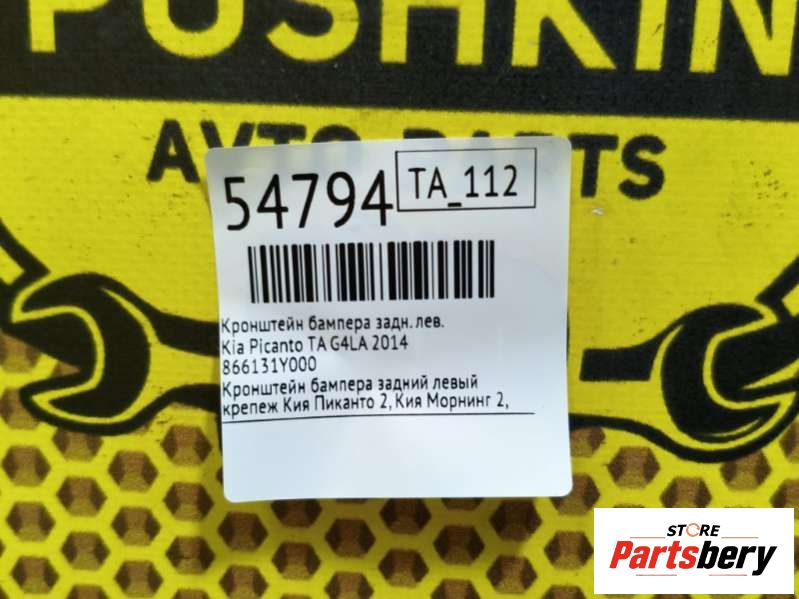 PUSHKIN
AVTO PARTS
54794
TA_112
Кронштейн бампера задн. лев.
Kia Picanto TA G4LA 2014
866131Y000
Кронштейн бампера задний левый
крепеж Кия Пиканто 2, Кия Морнинг 2,
STORE
Partsbery